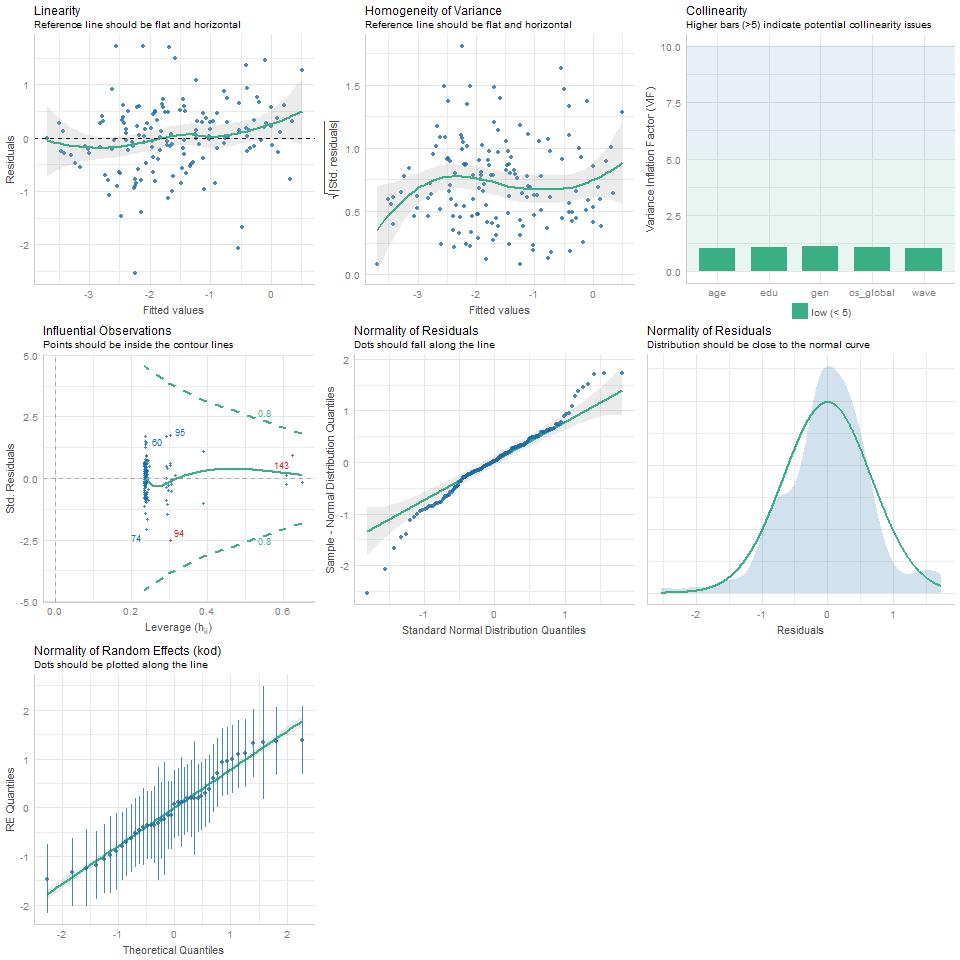 Linearity
Reference line should be flat and horizontal
Residuals
1
0
-1
-2
-3
-2
-1
0
Fitted values
Homogeneity of Variance
Reference line should be flat and horizontal
√|Std. residuals|
1.5
1.0
0.5
0.0
-3
-2
-1
0
Fitted values
Collinearity
Higher bars (>5) indicate potential collinearity issues
Variance Inflation Factor (VIF)
10.0
7.5
5.0
2.5
0.0
age
edu
gen
os_global
wave
low (< 5)
Influential Observations
Points should be inside the contour lines
Std. Residuals
5.0
2.5
0.0
-2.5
-5.0
0.8
95
60
143
94
74
0.8
0.0
0.2
0.4
0.6
Leverage (hii)
Normality of Residuals
Dots should fall along the line
Sample - Normal Distribution Quantiles
2
1
0
-1
-2
-1
0
1
Standard Normal Distribution Quantiles
Normality of Residuals
Distribution should be close to the normal curve
-2
-1
0
1
Residuals
Normality of Random Effects (kod)
Dots should be plotted along the line
RE Quantiles
2
1
0
-1
-2
-2
-1
0
1
2
Theoretical Quantiles